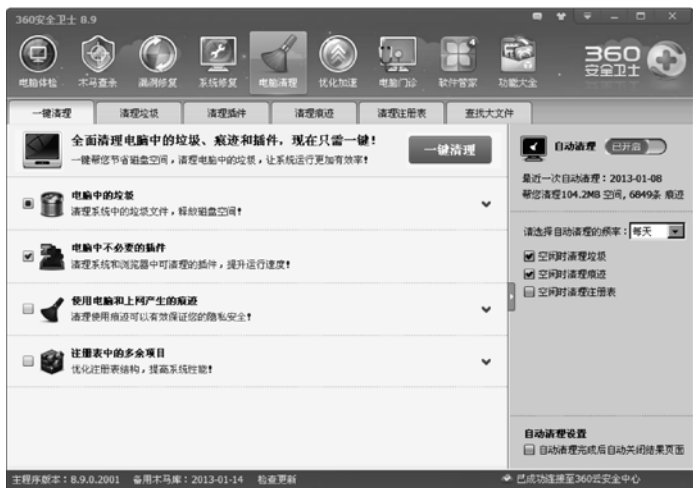 360安全卫士 8.9
电脑体检 木马查杀 漏洞修复 系统修复 电脑清理 优化加速 电脑门诊 软件管家 功能大全
360
安全卫士
一键清理 清理垃圾 清理插件 清理痕迹 清理注册表 查找大文件
全面清理电脑中的垃圾、痕迹和插件，现在只需一键！
一键帮您节省磁盘空间，清理电脑中的垃圾，让系统运行更加有效率！
一键清理
电脑中的垃圾
清理系统中的垃圾文件，释放磁盘空间！
电脑中不必要的插件
清理系统和浏览器中可清理的插件，提升运行速度！
使用电脑和上网产生的痕迹
清理使用痕迹可以有效保证您的隐私安全！
注册表中的多余项目
优化注册表结构，提高系统性能！
自动清理 已开启
最近一次自动清理：2013-01-08
帮您清理104.2MB 空间，6849条 痕迹
请选择自动清理的频率：每天
空闲时清理垃圾
空闲时清理痕迹
空闲时清理注册表
自动清理设置
自动清理完成后自动关闭结果页面
主程序版本：8.9.0.2001 备用木马库：2013-01-14 检查更新 已成功连接至360云安全中心